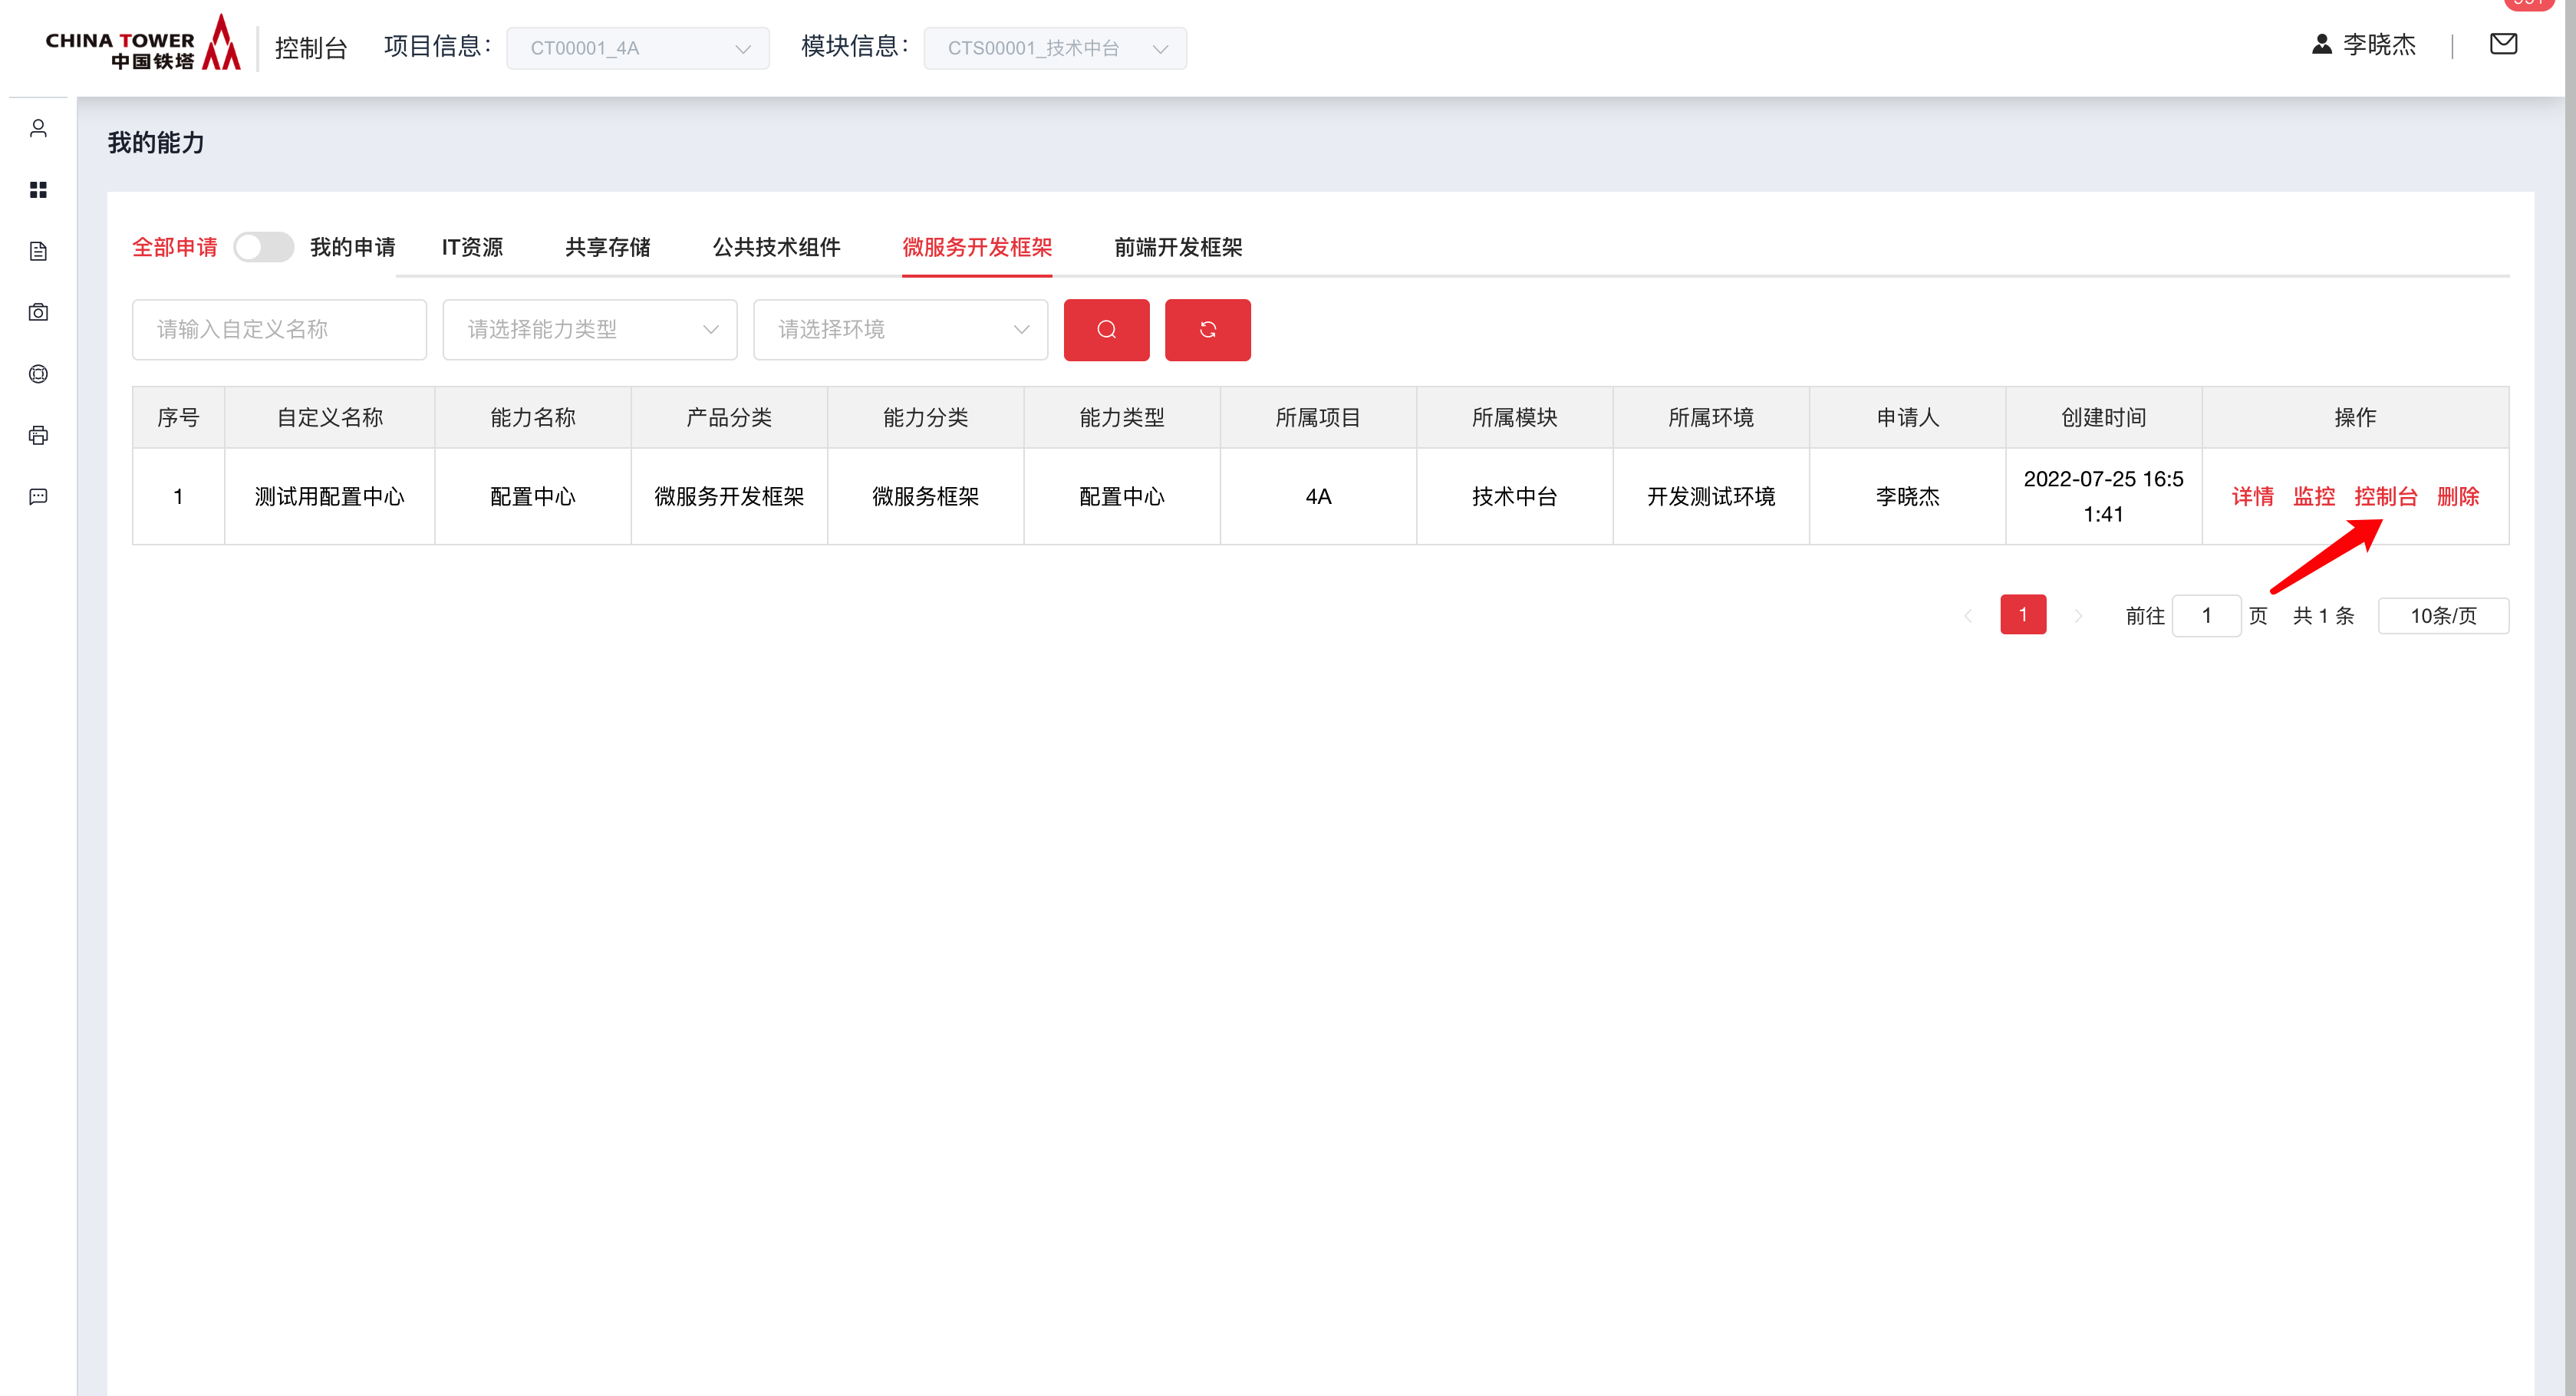 CHINA TOWER
中国铁塔
控制台
项目信息：
CT00001_4A
模块信息：
CTS00001_技术中台
李晓杰
我的能力
全部申请
我的申请
IT资源
共享存储
公共技术组件
微服务开发框架
前端开发框架
请输入自定义名称
请选择能力类型
请选择环境
序号 自定义名称 能力名称 产品分类 能力分类 能力类型 所属项目 所属模块 所属环境 申请人 创建时间 操作
1 测试用配置中心 配置中心 微服务开发框架 微服务框架 配置中心 4A 技术中台 开发测试环境 李晓杰 2022-07-25 16:5
1:41
详情 监控 控制台 删除
1
前往 1 页 共 1 条 10条/页